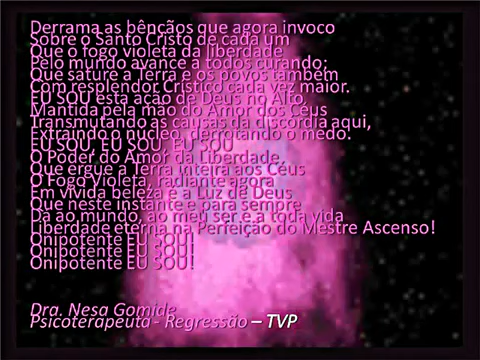 Derrama as bênçãos que agora invoco
Sobre o Santo Cristo de cada um
Que o fogo violeta da liberdade
Pelo mundo avance a todos curando;
Que sature a Terra e os povos também
Com resplendor Crístico cada vez maior.
EU SOU esta ação de Deus no Alto,
Mantida pela mão do Amor dos Céus
Transmutando as causas da discórdia aqui,
Extraindo o núcleo, derrotando o medo.
EU SOU, EU SOU, EU SOU
O Poder do Amor da Liberdade,
Que ergue a Terra inteira aos Céus
O Fogo Violeta, radiante agora
Em vívida beleza é a Luz de Deus
Que neste instante e para sempre
Dá ao mundo, ao meu ser e a toda vida
Liberdade eterna na Perfeição do Mestre Ascenso!
Onipotente EU SOU!
Onipotente EU SOU!
Onipotente EU SOU!
Dra. Nesa Gomide
Psicoterapeuta - Regressão – TVP